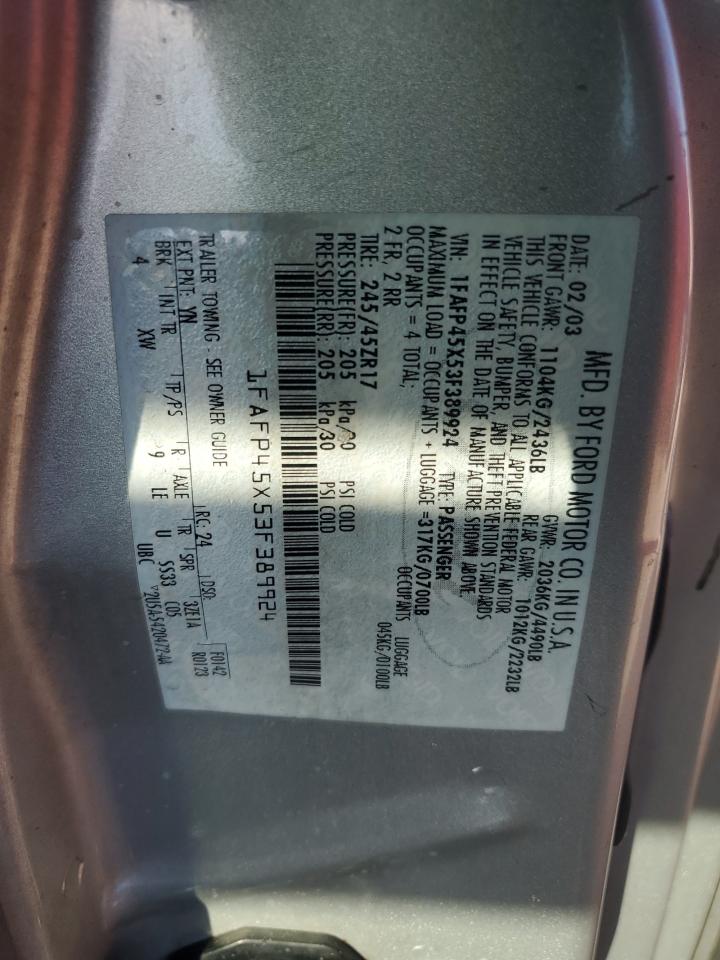 MFD. BY FORD MOTOR CO. IN U.S.A.
DATE: 02/03 GVWR: 2036KG/4490LB
FRONT GAWR: 1104KG/2436LB REAR GAWR: 1012KG/2232LB
THIS VEHICLE CONFORMS TO ALL APPLICABLE FEDERAL MOTOR
VEHICLE SAFETY, BUMPER, AND THEFT PREVENTION STANDARDS
IN EFFECT ON THE DATE OF MANUFACTURE SHOWN ABOVE.
VIN: 1FAFP45X53F389924 TYPE: PASSENGER
MAXIMUM LOAD = OCCUPANTS + LUGGAGE =317KG/0700LB
OCCUPANTS = 4 TOTAL; OCCUPANTS LUGGAGE
2 FR, 2 RR 045KG/0100LB
TIRE: 245/45ZR17
PRESSURE(FR): 205 kPa/30 PSI COLD
PRESSURE(RR): 205 kPa/30 PSI COLD
1FAFP45X53F389924
TRAILER TOWING - SEE OWNER GUIDE
EXT PNT: YN RC: 24 DSO: F0142
BRK INT TR TP/PS R AXLE TR SPR 3ZE1A R0123
4 XW 9 LE U SS33 COS
UBC